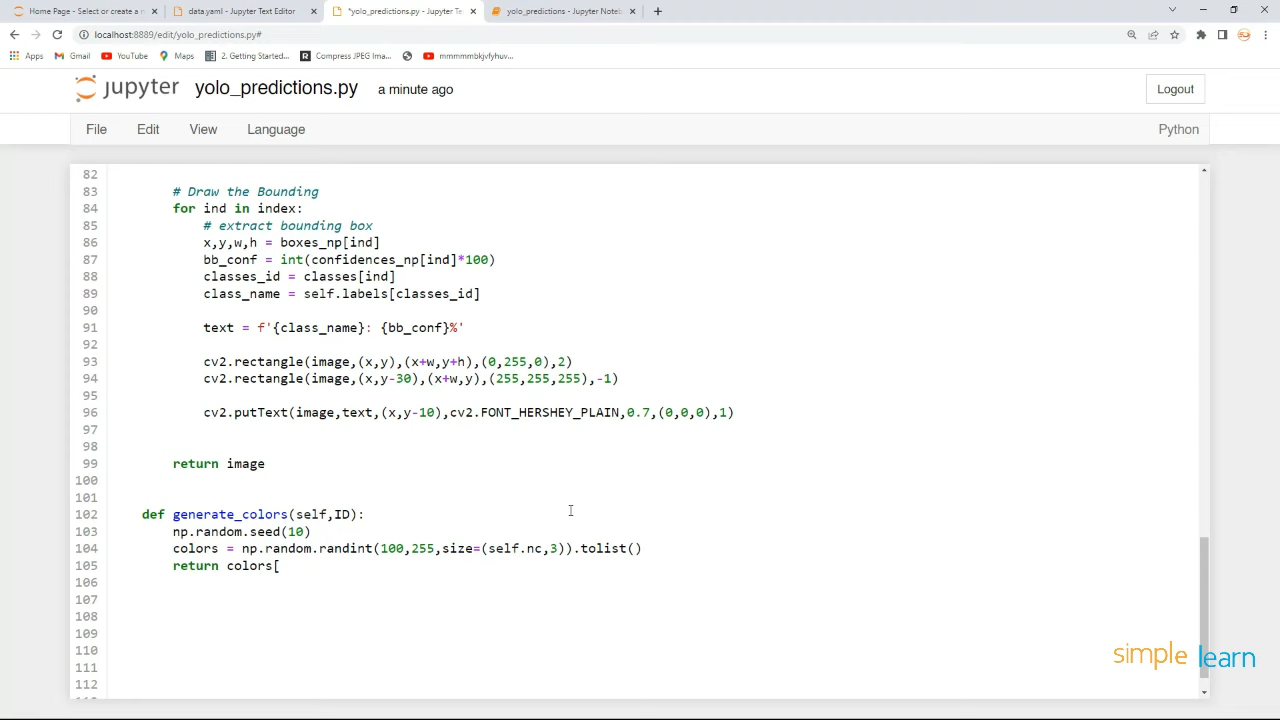 Home Page - Select or create a n
data.yaml - Jupyter Text Editor
*yolo_predictions.py - Jupyter Te
yolo_predictions - Jupyter Noteb
localhost:8889/edit/yolo_predictions.py#
Apps
Gmail
YouTube
Maps
2. Getting Started...
Compress JPEG Ima...
mmmmmbkjvfyhuv...
jupyter
yolo_predictions.py
a minute ago
Logout
File
Edit
View
Language
Python
82
83 # Draw the Bounding
84 for ind in index:
85 # extract bounding box
86 x,y,w,h = boxes_np[ind]
87 bb_conf = int(confidences_np[ind]*100)
88 classes_id = classes[ind]
89 class_name = self.labels[classes_id]
90
91 text = f'{class_name}: {bb_conf}%'
92
93 cv2.rectangle(image,(x,y),(x+w,y+h),(0,255,0),2)
94 cv2.rectangle(image,(x,y-30),(x+w,y),(255,255,255),-1)
95
96 cv2.putText(image,text,(x,y-10),cv2.FONT_HERSHEY_PLAIN,0.7,(0,0,0),1)
97
98
99 return image
100
101
102 def generate_colors(self,ID):
103 np.random.seed(10)
104 colors = np.random.randint(100,255,size=(self.nc,3)).tolist()
105 return colors[
106
107
108
109
110
111
112
simplelearn